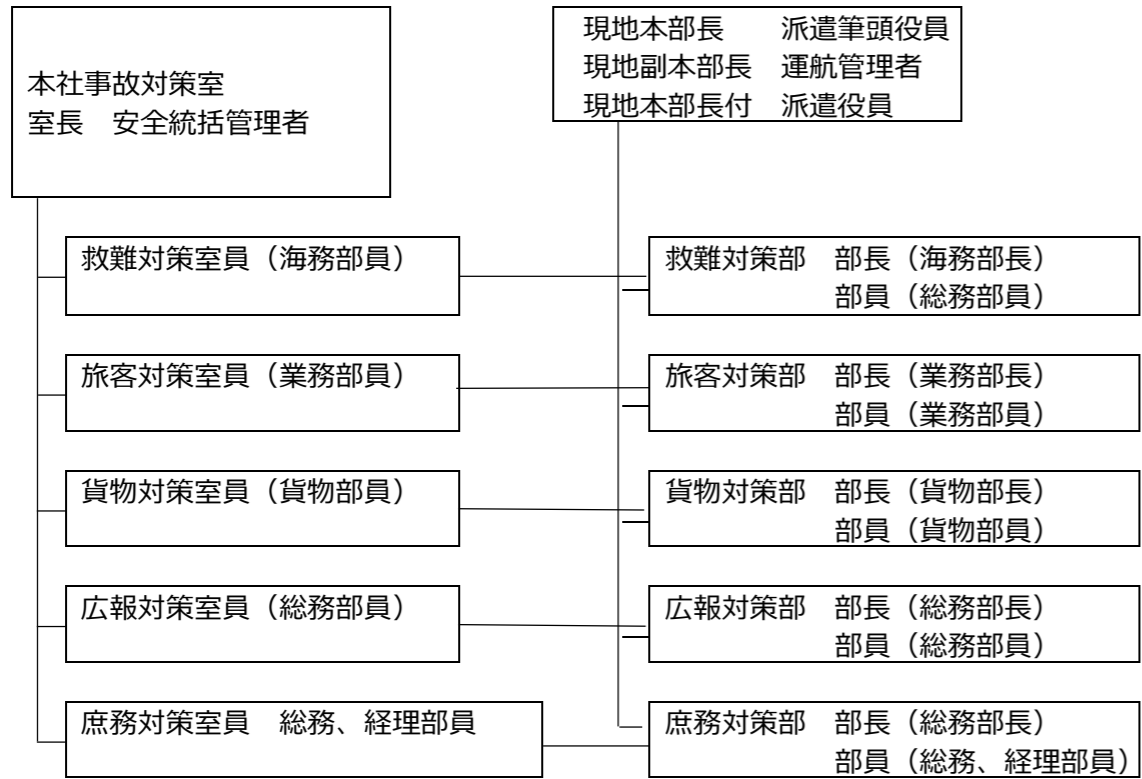 本社事故対策室
室長　安全統括管理者
現地本部長　　派遣筆頭役員
現地副本部長　運航管理者
現地本部長付　派遣役員
救難対策室員（海務部員）
救難対策部　部長（海務部長）
部員（総務部員）
旅客対策室員（業務部員）
旅客対策部　部長（業務部長）
部員（業務部員）
貨物対策室員（貨物部員）
貨物対策部　部長（貨物部長）
部員（貨物部員）
広報対策室員（総務部員）
広報対策部　部長（総務部長）
部員（総務部員）
庶務対策室員　総務、経理部員
庶務対策部　部長（総務部長）
部員（総務、経理部員）